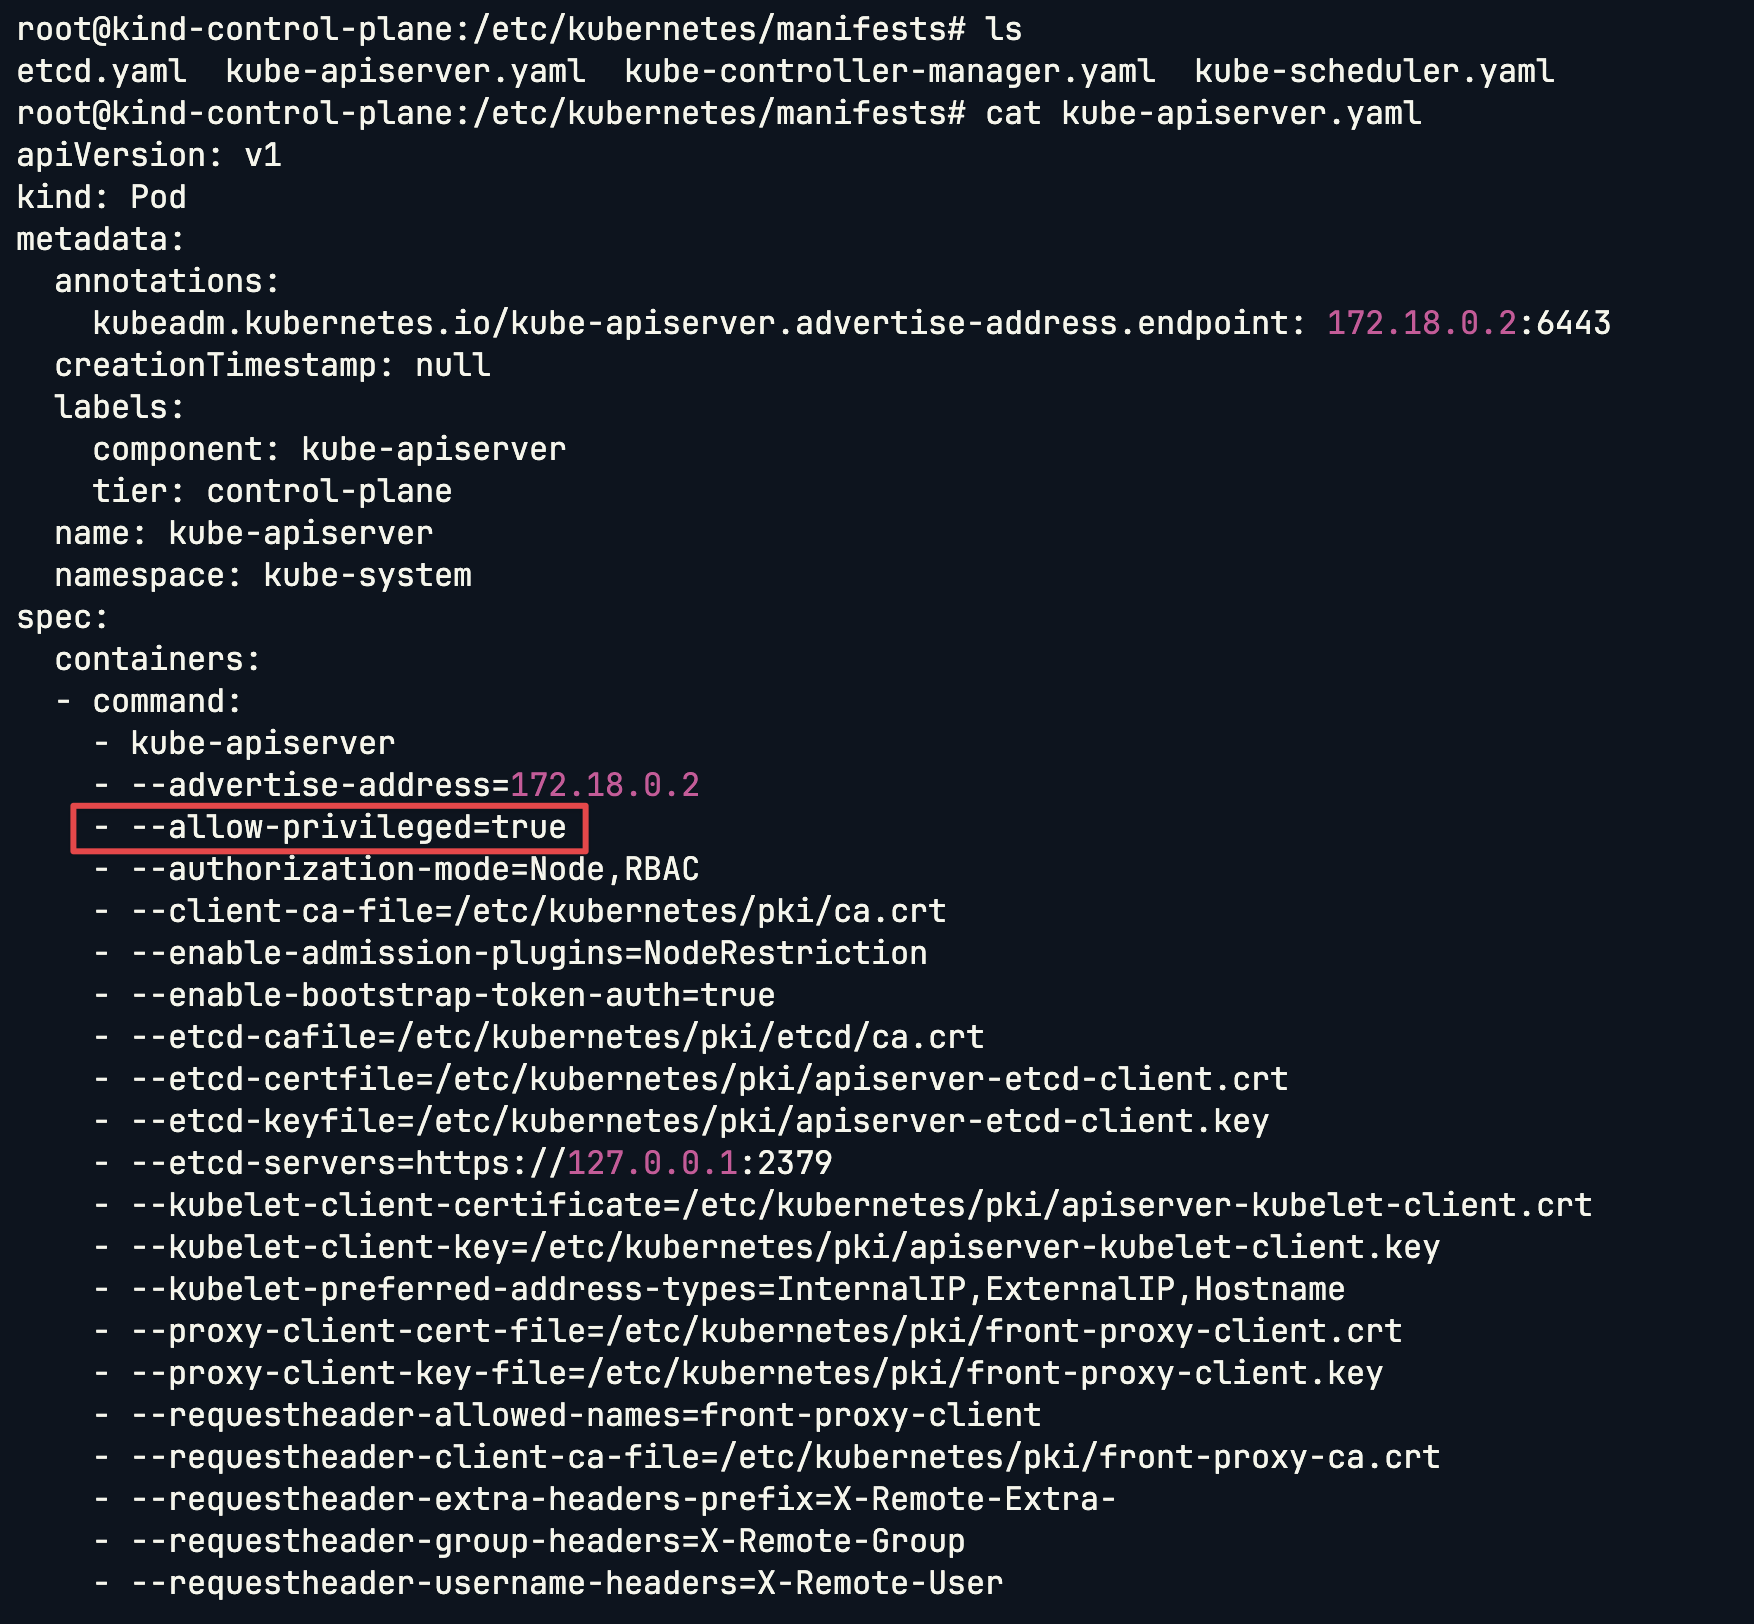 root@kind-control-plane:/etc/kubernetes/manifests# ls
etcd.yaml  kube-apiserver.yaml  kube-controller-manager.yaml  kube-scheduler.yaml
root@kind-control-plane:/etc/kubernetes/manifests# cat kube-apiserver.yaml
apiVersion: v1
kind: Pod
metadata:
  annotations:
    kubeadm.kubernetes.io/kube-apiserver.advertise-address.endpoint: 172.18.0.2:6443
  creationTimestamp: null
  labels:
    component: kube-apiserver
    tier: control-plane
  name: kube-apiserver
  namespace: kube-system
spec:
  containers:
  - command:
    - kube-apiserver
    - --advertise-address=172.18.0.2
    - --allow-privileged=true
    - --authorization-mode=Node,RBAC
    - --client-ca-file=/etc/kubernetes/pki/ca.crt
    - --enable-admission-plugins=NodeRestriction
    - --enable-bootstrap-token-auth=true
    - --etcd-cafile=/etc/kubernetes/pki/etcd/ca.crt
    - --etcd-certfile=/etc/kubernetes/pki/apiserver-etcd-client.crt
    - --etcd-keyfile=/etc/kubernetes/pki/apiserver-etcd-client.key
    - --etcd-servers=https://127.0.0.1:2379
    - --kubelet-client-certificate=/etc/kubernetes/pki/apiserver-kubelet-client.crt
    - --kubelet-client-key=/etc/kubernetes/pki/apiserver-kubelet-client.key
    - --kubelet-preferred-address-types=InternalIP,ExternalIP,Hostname
    - --proxy-client-cert-file=/etc/kubernetes/pki/front-proxy-client.crt
    - --proxy-client-key-file=/etc/kubernetes/pki/front-proxy-client.key
    - --requestheader-allowed-names=front-proxy-client
    - --requestheader-client-ca-file=/etc/kubernetes/pki/front-proxy-ca.crt
    - --requestheader-extra-headers-prefix=X-Remote-Extra-
    - --requestheader-group-headers=X-Remote-Group
    - --requestheader-username-headers=X-Remote-User